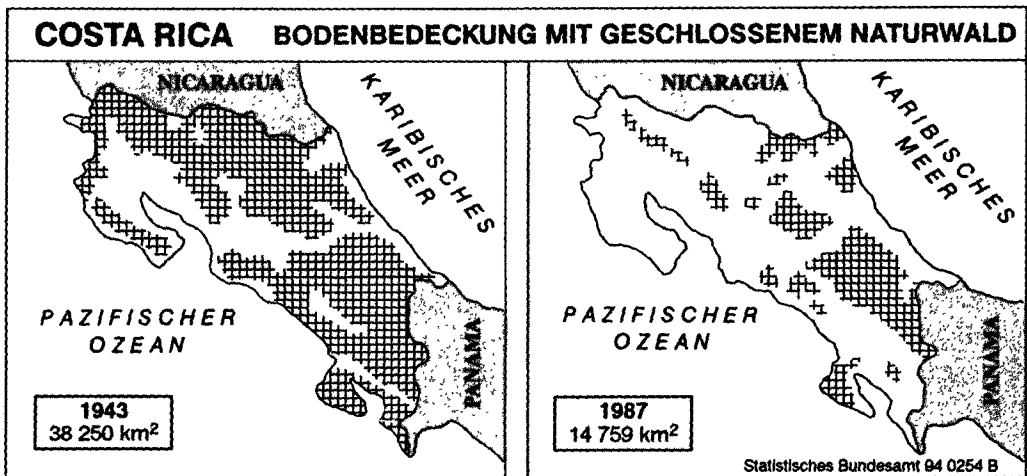 COSTA RICA BODENBEDECKUNG MIT GESCHLOSSENEM NATURWALD
NICARAGUA
KARIBISCHES
MEER
PAZIFISCHER
OZEAN
PANAMA
1943
38 250 km²
NICARAGUA
KARIBISCHES
MEER
PAZIFISCHER
OZEAN
PANAMA
1987
14 759 km²
Statistisches Bundesamt 94 0254 B